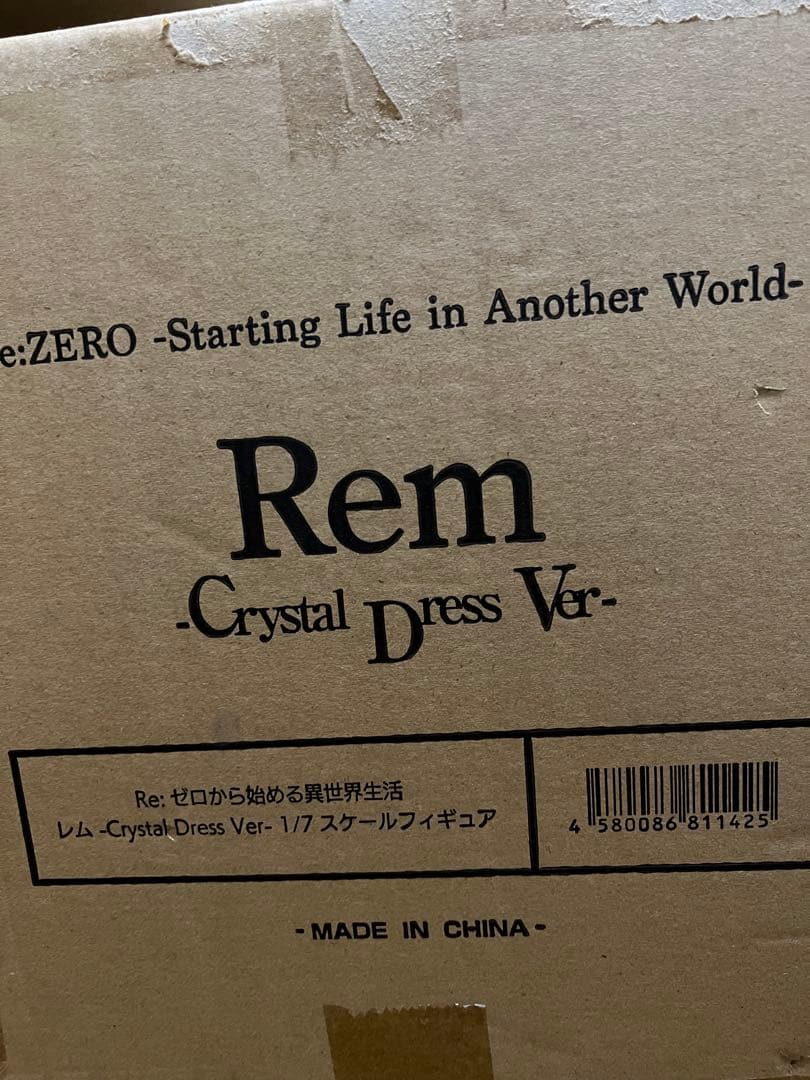 e:ZERO -Starting Life in Another World-
Rem
-Crystal Dress Ver-
Re: ゼロから始める異世界生活
レム -Crystal Dress Ver- 1/7 スケールフィギュア
4 580086 811425
- MADE IN CHINA -